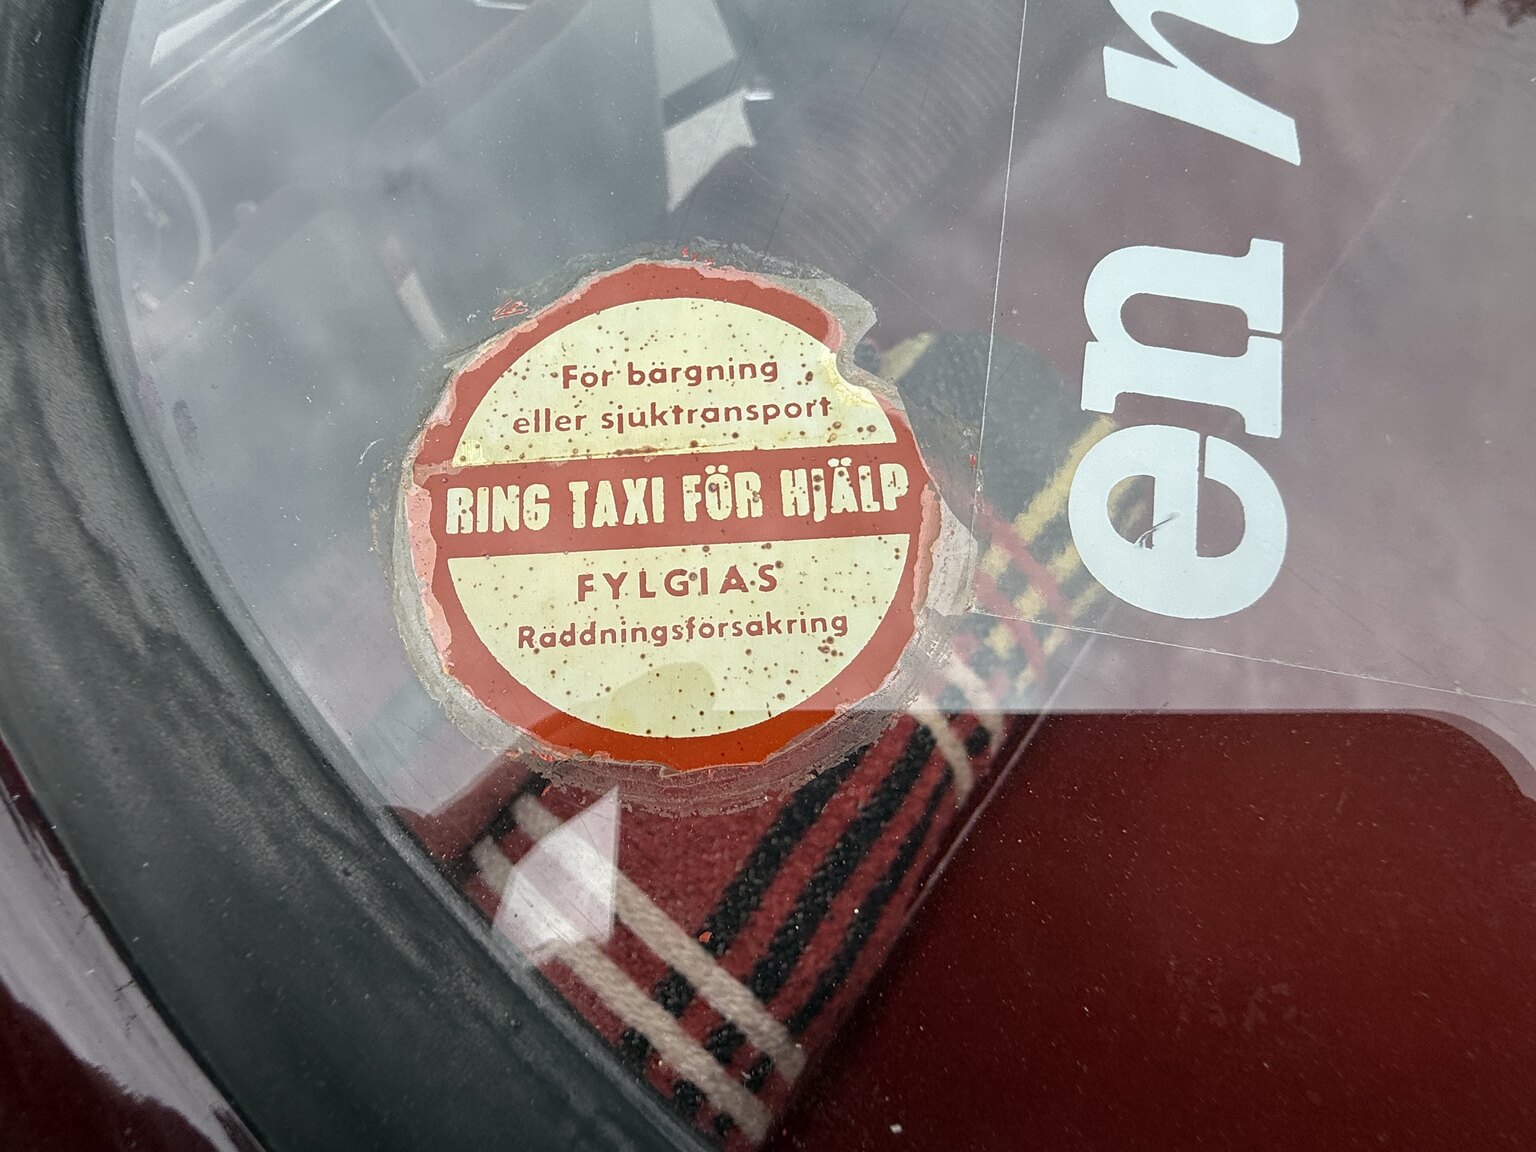 För bärgning
eller sjuktransport
RING TAXI FÖR HJÄLP
FYLGIAS
Räddningsförsäkring
en n